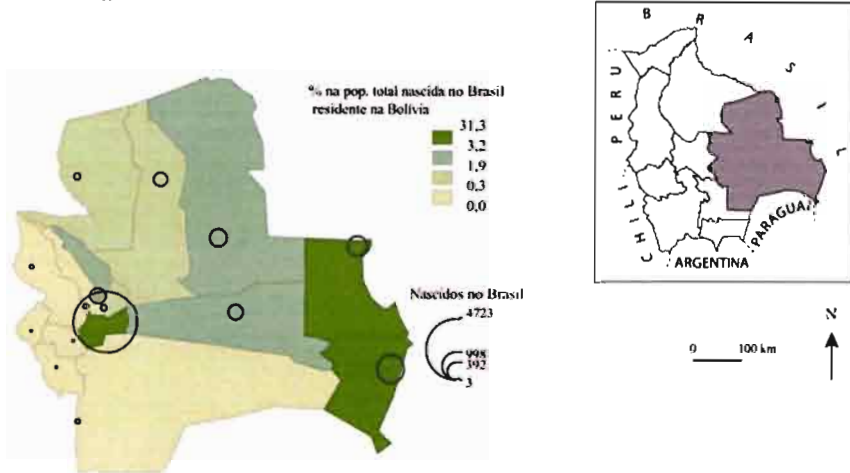 % na pop. total nascida no Brasil
residente na Bolívia
31,3
3,2
1,9
0,3
0,0
Nascidos no Brasil
4723
998
392
3
B R A S I L
PERU
CHILI
PARAGUAI
ARGENTINA
N
0 100 km